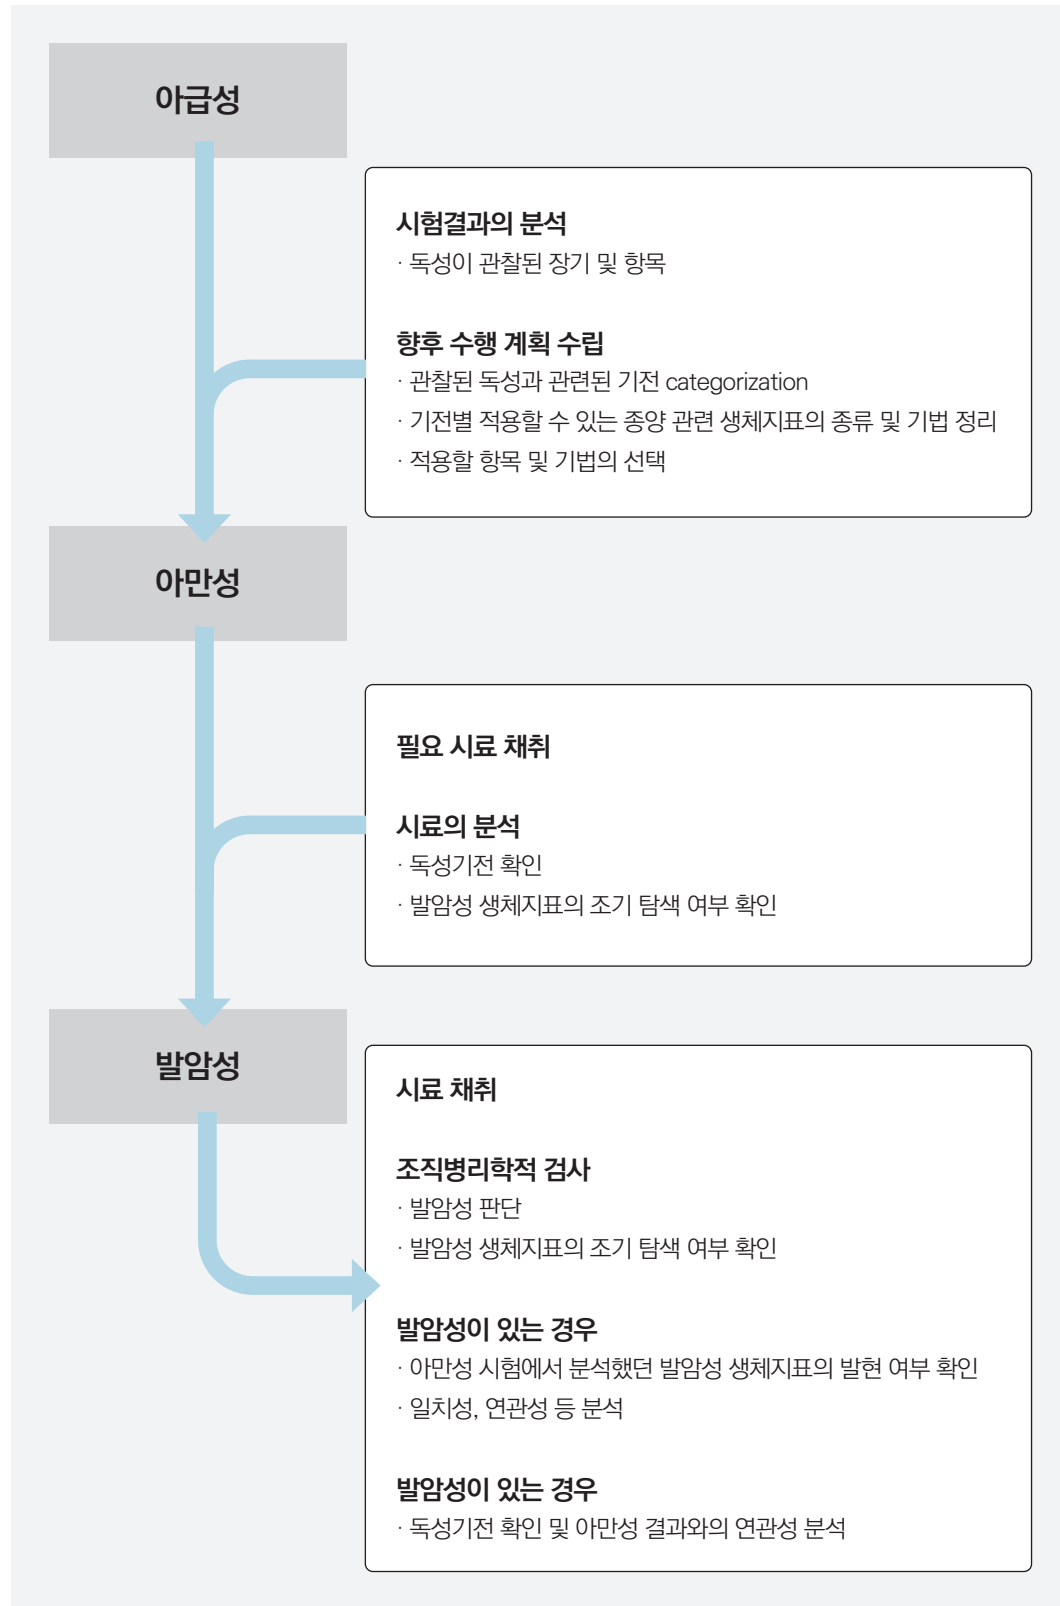 아급성
시험결과의 분석
· 독성이 관찰된 장기 및 항목
향후 수행 계획 수립
· 관찰된 독성과 관련된 기전 categorization
· 기전별 적용할 수 있는 종양 관련 생체지표의 종류 및 기법 정리
· 적용할 항목 및 기법의 선택
아만성
필요 시료 채취
시료의 분석
· 독성기전 확인
· 발암성 생체지표의 조기 탐색 여부 확인
발암성
시료 채취
조직병리학적 검사
· 발암성 판단
· 발암성 생체지표의 조기 탐색 여부 확인
발암성이 있는 경우
· 아만성 시험에서 분석했던 발암성 생체지표의 발현 여부 확인
· 일치성, 연관성 등 분석
발암성이 있는 경우
· 독성기전 확인 및 아만성 결과와의 연관성 분석